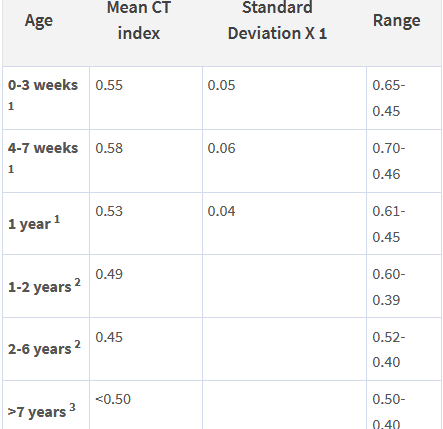 Age Mean CT index Standard Deviation X 1 Range
0-3 weeks 1 0.55 0.05 0.65-0.45
4-7 weeks 1 0.58 0.06 0.70-0.46
1 year 1 0.53 0.04 0.61-0.45
1-2 years 2 0.49 0.60-0.39
2-6 years 2 0.45 0.52-0.40
>7 years 3 <0.50 0.50-0.40